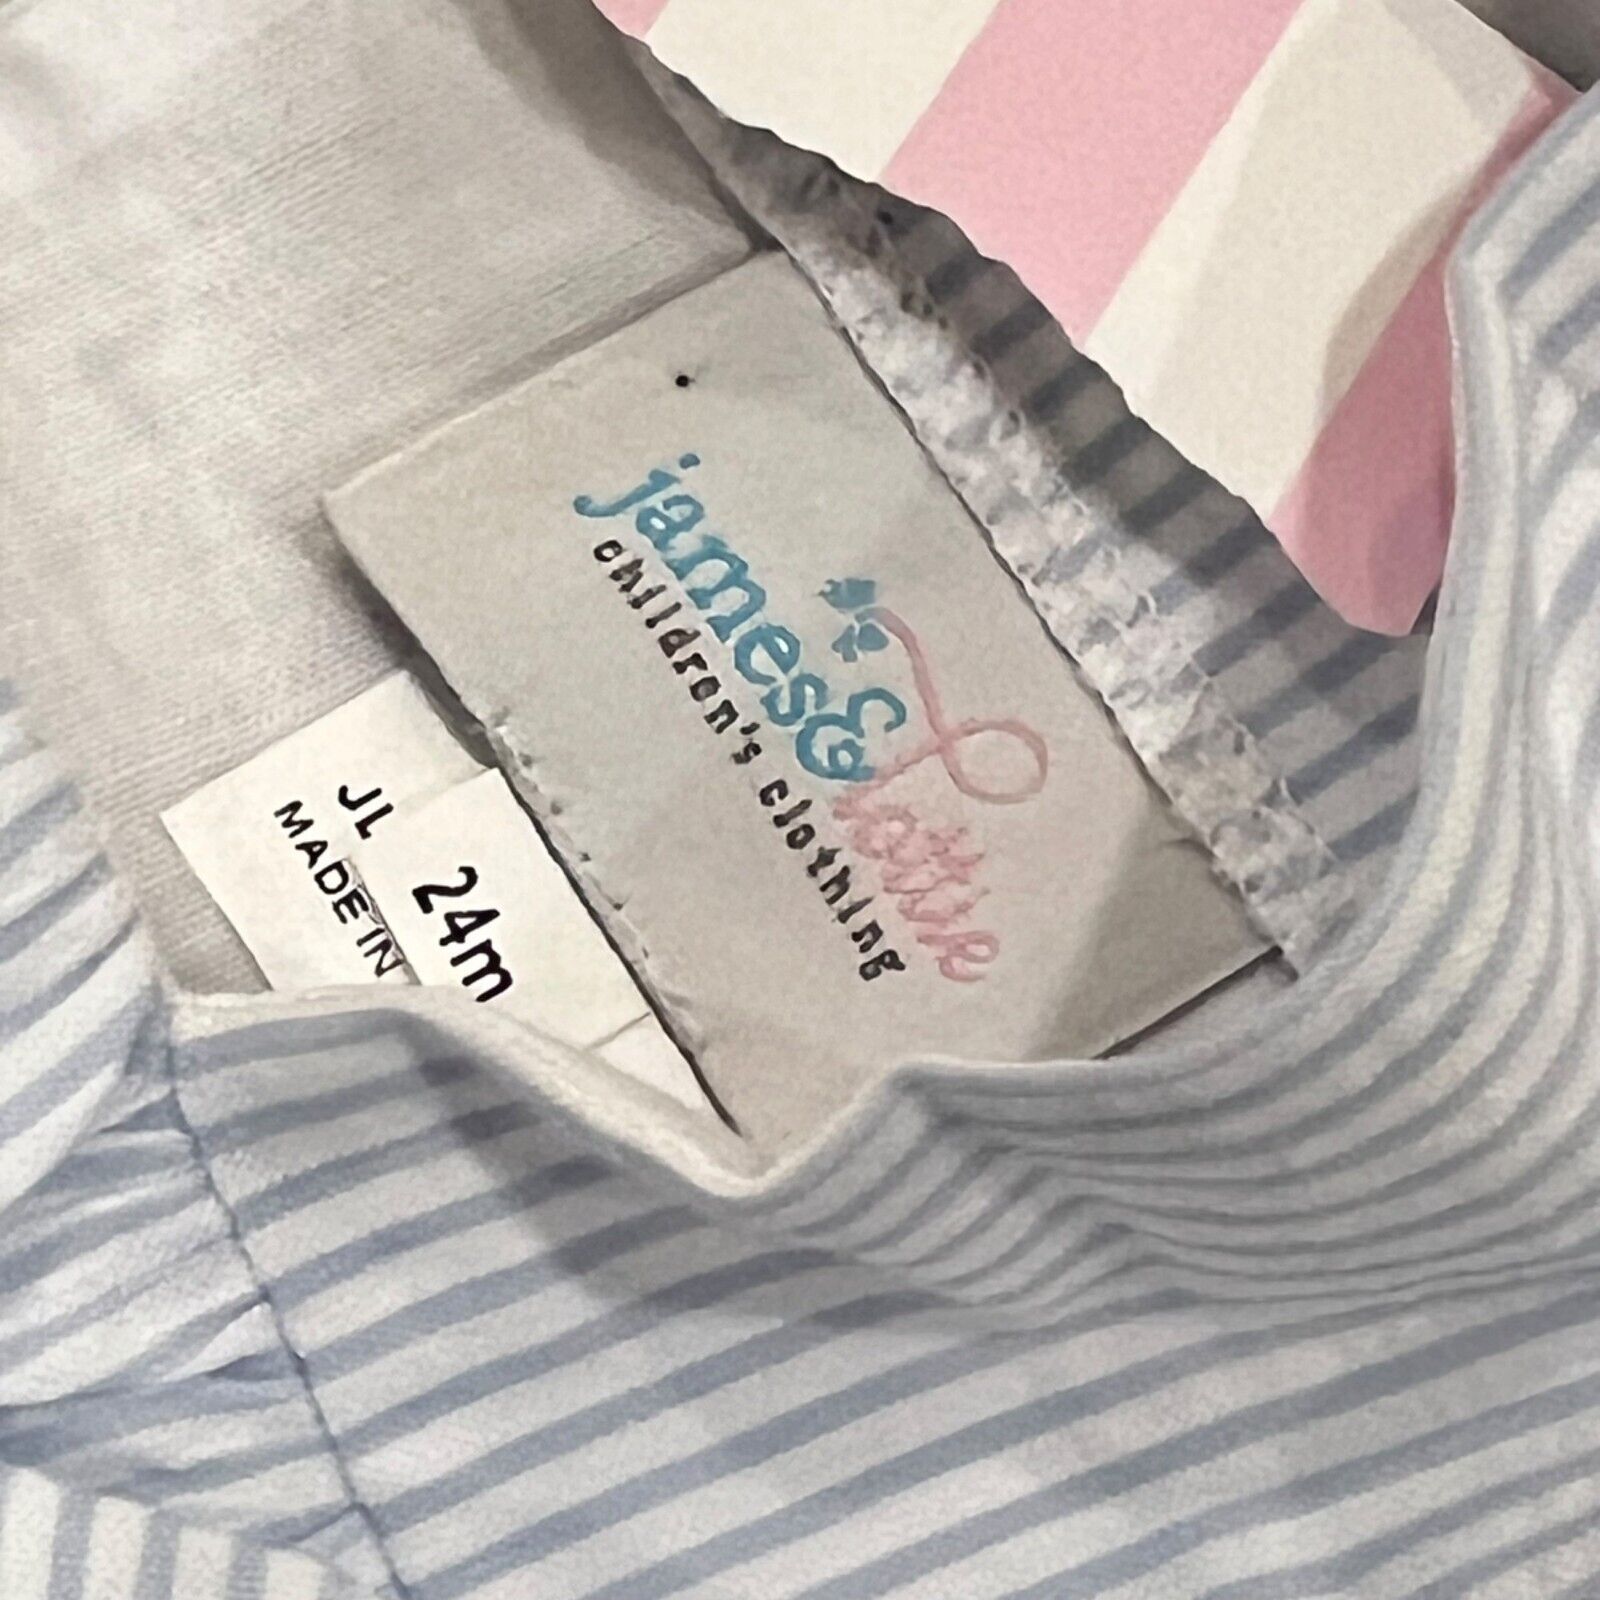 james &
Lottie
children's clothing
JL
24m
MADE IN